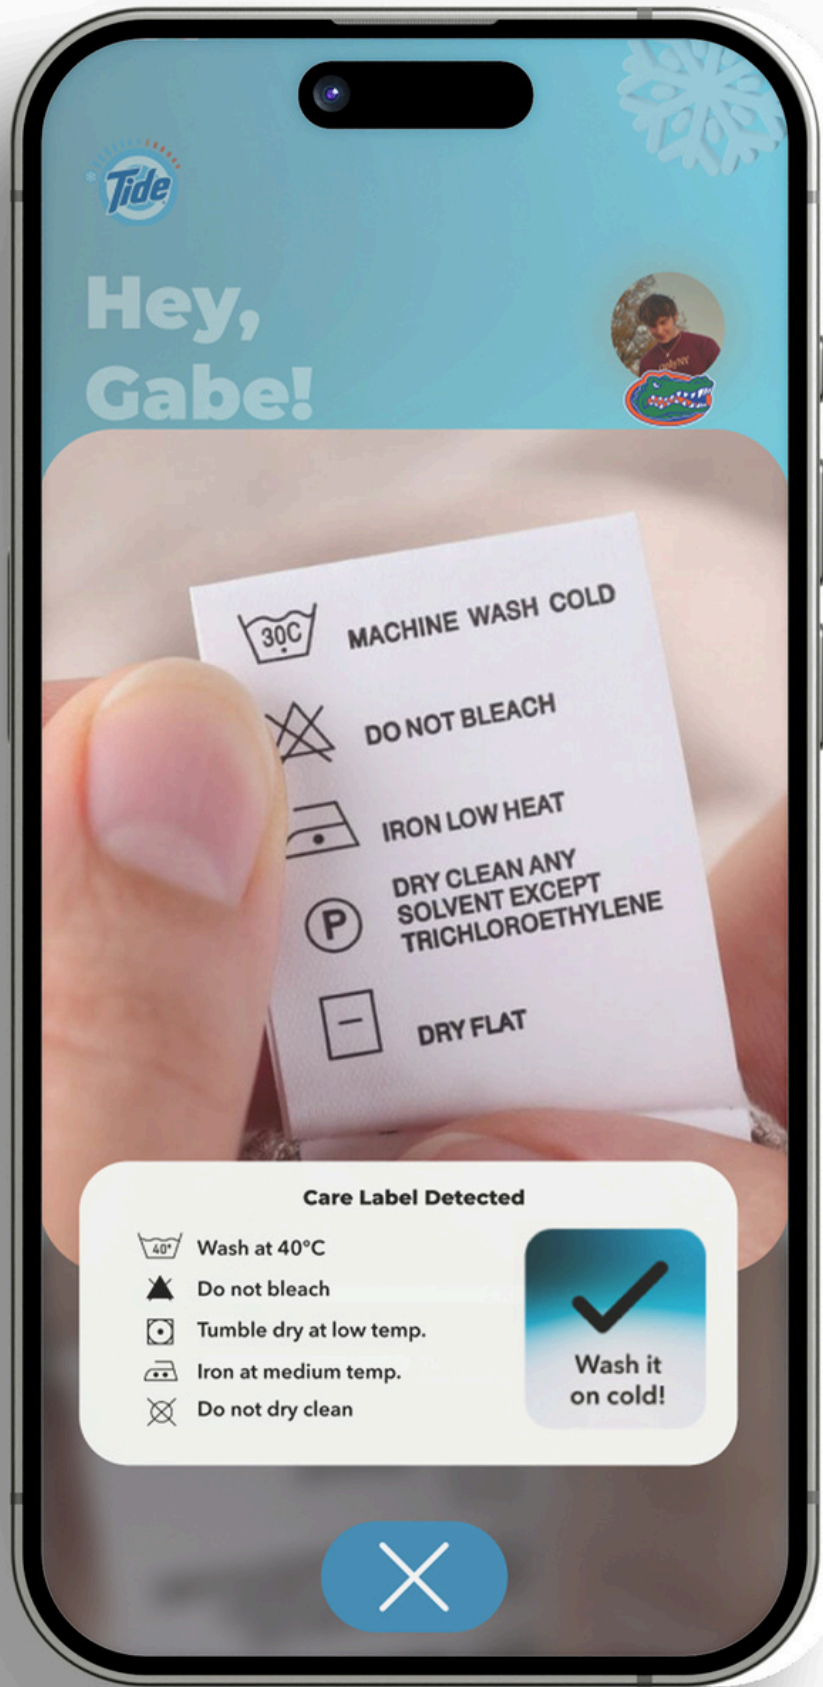 Tide
Hey,
Gabe!
30C MACHINE WASH COLD
DO NOT BLEACH
IRON LOW HEAT
DRY CLEAN ANY
P SOLVENT EXCEPT
TRICHLOROETHYLENE
DRY FLAT
Care Label Detected
40° Wash at 40°C
Do not bleach
Tumble dry at low temp.
Iron at medium temp.
Do not dry clean
Wash it
on cold!